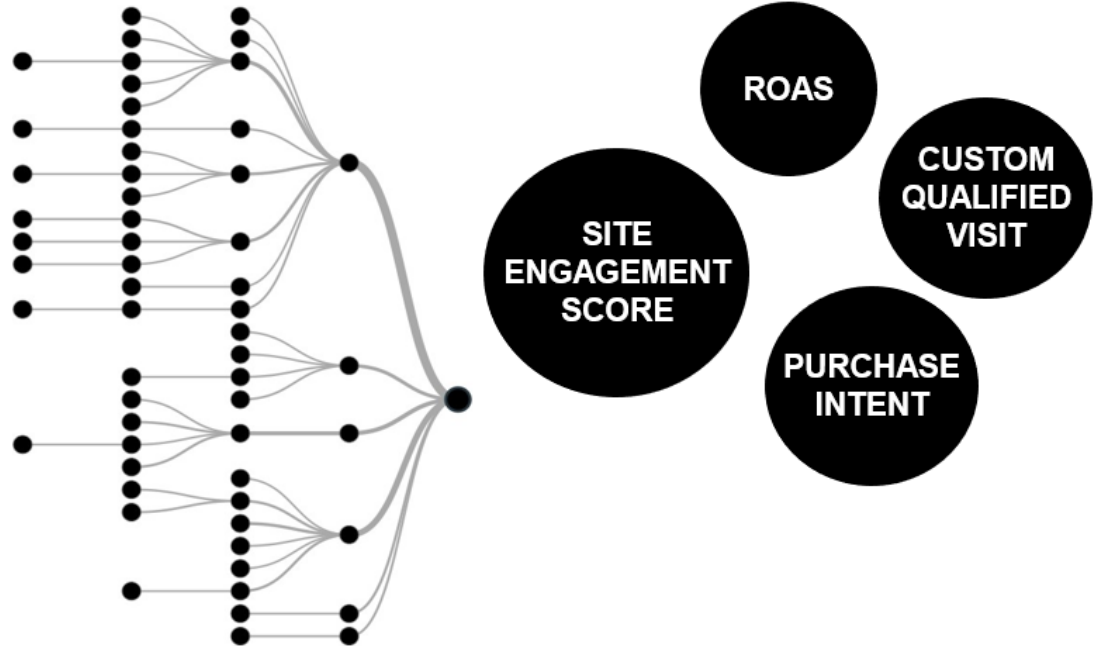 ROAS
CUSTOM
QUALIFIED
VISIT
SITE
ENGAGEMENT
SCORE
PURCHASE
INTENT